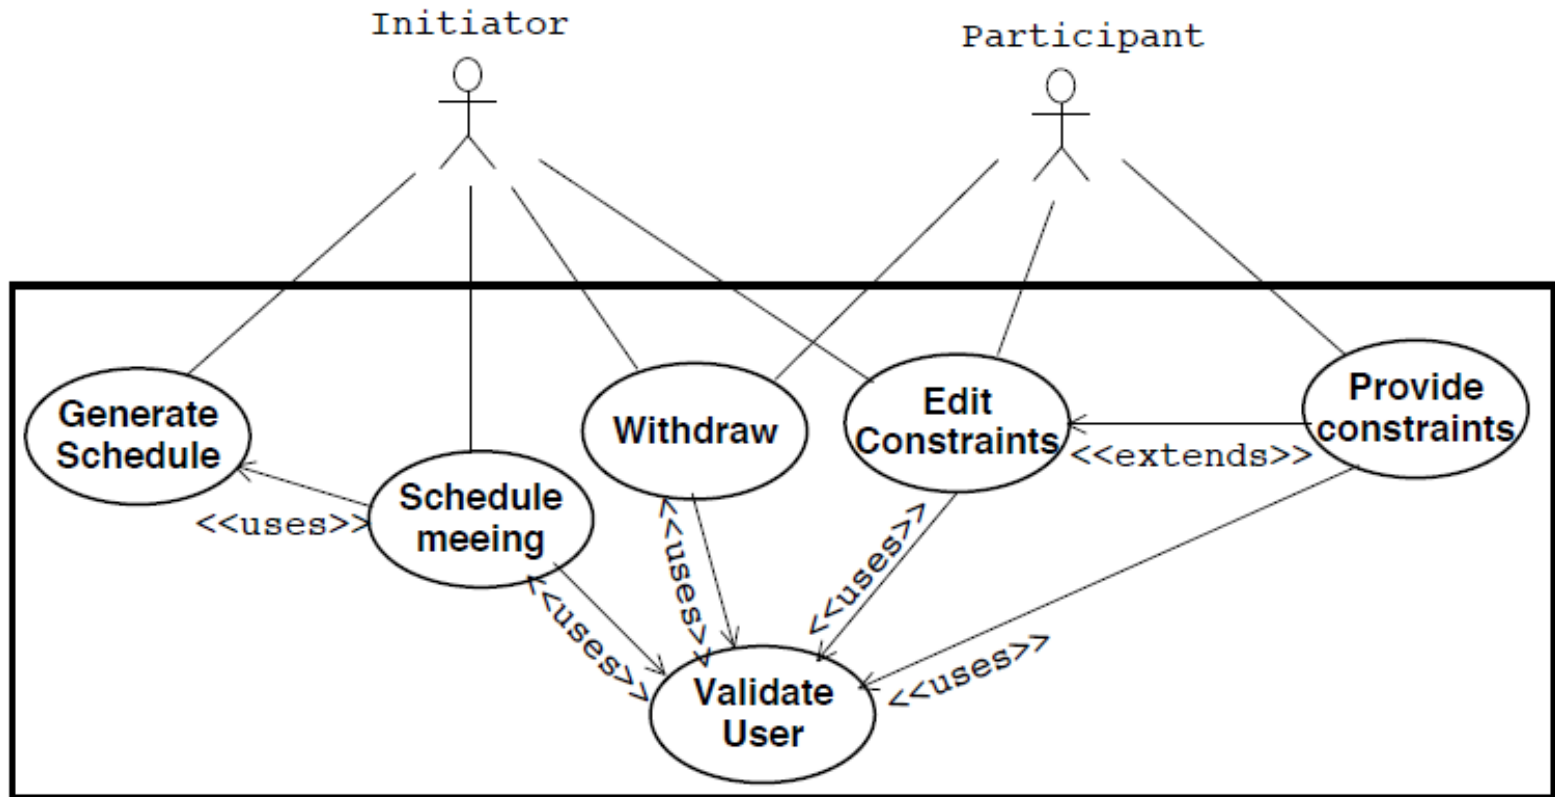 Initiator
Participant
Generate
Schedule
Schedule
meeing
Withdraw
Edit
Constraints
Provide
constraints
<<extends>>
<<uses>>
<<uses>>
<<uses>>
<<uses>>
<<uses>>
Validate
User